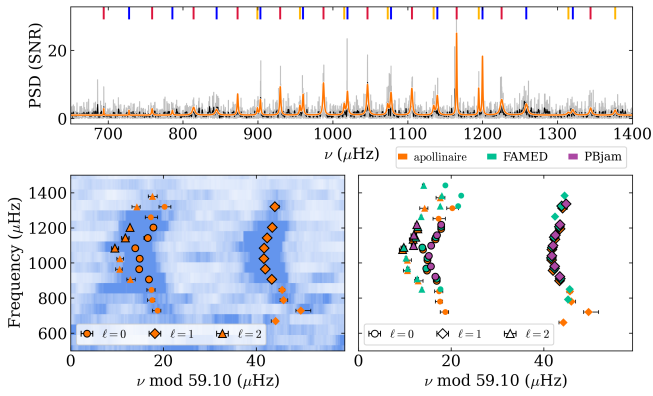 PSD (SNR)
20
0
700 800 900 1000 1100 1200 1300 1400
ν (μHz)
apollinaire FAMED PBjam
Frequency (μHz)
1400
1200
1000
800
600
ℓ = 0 ℓ = 1 ℓ = 2
0 20 40
ν mod 59.10 (μHz)
ℓ = 0 ℓ = 1 ℓ = 2
0 20 40
ν mod 59.10 (μHz)